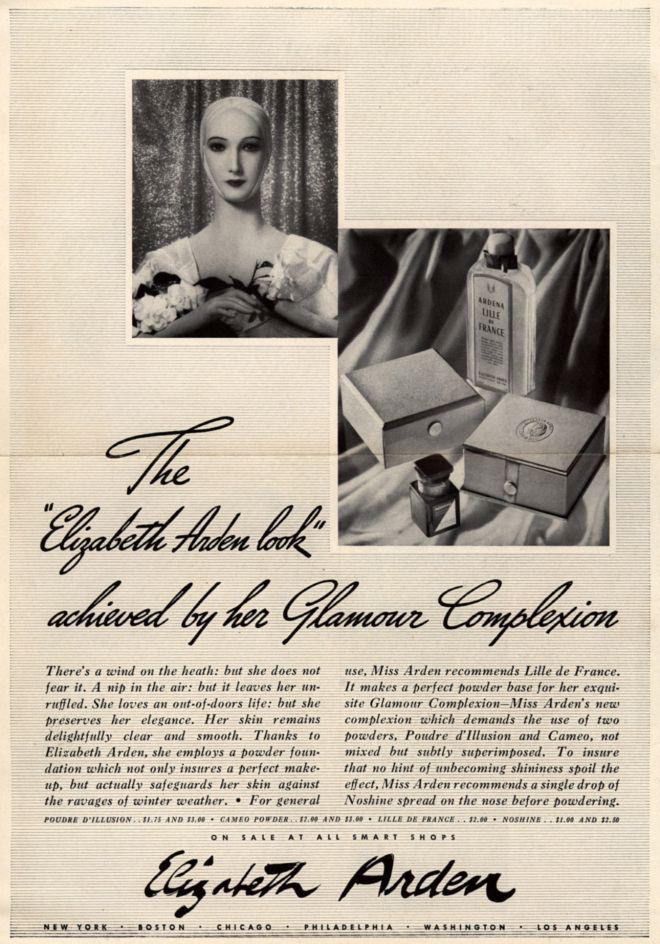 ARDENA
LILLE
DE
FRANCE
ELIZABETH ARDEN
The
"Elizabeth Arden look"
achieved by her Glamour Complexion
There's a wind on the heath: but she does not
fear it. A nip in the air: but it leaves her un-
ruffled. She loves an out-of-doors life: but she
preserves her elegance. Her skin remains
delightfully clear and smooth. Thanks to
Elizabeth Arden, she employs a powder foun-
dation which not only insures a perfect make-
up, but actually safeguards her skin against
the ravages of winter weather. • For general
use, Miss Arden recommends Lille de France.
It makes a perfect powder base for her exqui-
site Glamour Complexion—Miss Arden's new
complexion which demands the use of two
powders, Poudre d'Illusion and Cameo, not
mixed but subtly superimposed. To insure
that no hint of unbecoming shininess spoil the
effect, Miss Arden recommends a single drop of
Noshine spread on the nose before powdering.
POUDRE D'ILLUSION..$1.75 AND $3.00 • CAMEO POWDER..$2.00 AND $3.00 • LILLE DE FRANCE..$2.00 • NOSHINE..$1.00 AND $2.50
ON SALE AT ALL SMART SHOPS
Elizabeth Arden
NEW YORK • BOSTON • CHICAGO • PHILADELPHIA • WASHINGTON • LOS ANGELES